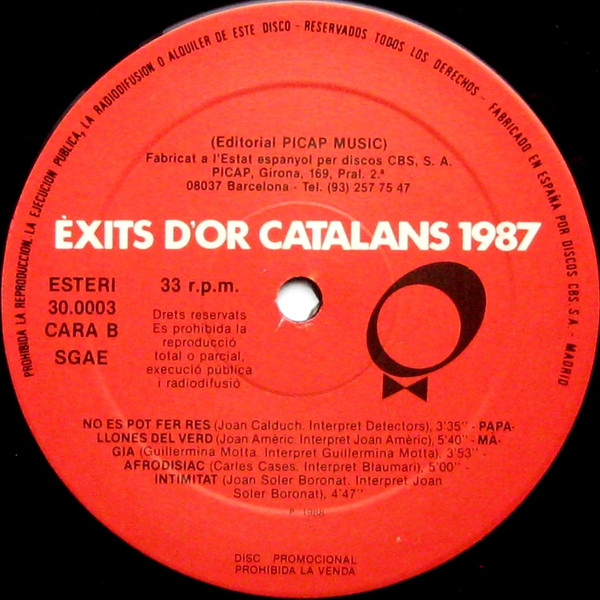 PROHIBIDA LA REPRODUCCION, LA EJECUCION PUBLICA, LA RADIODIFUSION O ALQUILER DE ESTE DISCO - RESERVADOS TODOS LOS DERECHOS - FABRICADO EN ESPAÑA POR DISCOS CBS, S.A. - MADRID
(Editorial PICAP MUSIC)
Fabricat a l'Estat espanyol per discos CBS, S. A.
PICAP, Girona, 169, Pral. 2.ª
08037 Barcelona - Tel. (93) 257 75 47
ÈXITS D'OR CATALANS 1987
ESTERI
30.0003
CARA B
SGAE
33 r.p.m.
Drets reservats
Es prohibida la
reproducció
total o parcial,
execució pública
i radiodifusió
NO ES POT FER RES (Joan Calduch. Interpret Detectors), 3'35'' - PAPA-
LLONES DEL VERD (Joan Amèric. Interpret Joan Amèric), 5'40'' - MÀ-
GIA (Guillermina Motta. Interpret Guillermina Motta), 3'53'' -
AFRODISIAC (Carles Cases. Interpret Blaumari), 5'00'' -
INTIMITAT (Joan Soler Boronat. Interpret Joan
Soler Boronat), 4'47''
P 1988
DISC PROMOCIONAL
PROHIBIDA LA VENDA